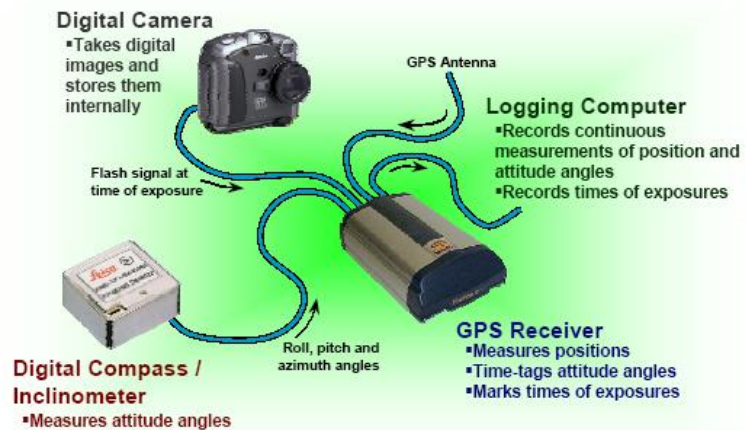 Digital Camera
▪Takes digital
images and
stores them
internally
GPS Antenna
Logging Computer
▪Records continuous
measurements of position and
attitude angles
▪Records times of exposures
Flash signal at
time of exposure
Leica
Roll, pitch and
azimuth angles
GPS Receiver
▪Measures positions
▪Time-tags attitude angles
▪Marks times of exposures
Digital Compass /
Inclinometer
▪Measures attitude angles